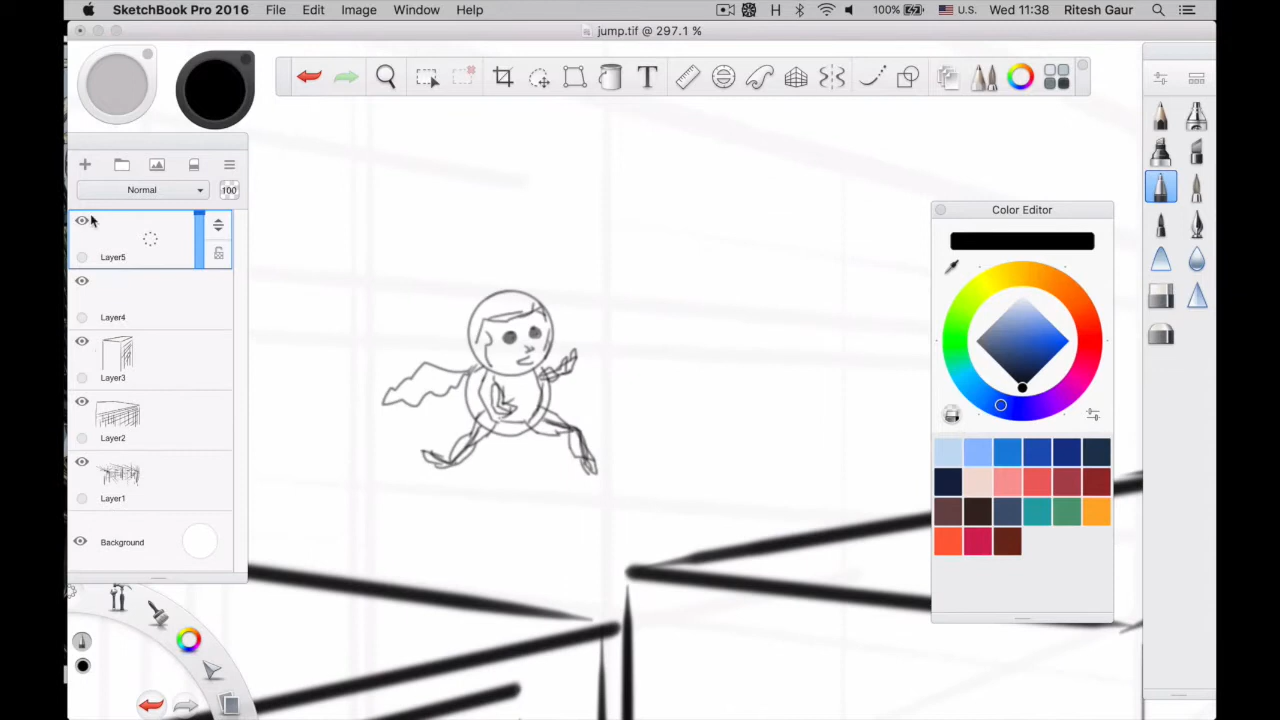 SketchBook Pro 2016 File Edit Image Window Help 100% U.S. Wed 11:38 Ritesh Gaur
jump.tif @ 297.1 %
T
Normal 100
Layer5
Layer4
Layer3
Layer2
Layer1
Background
Color Editor